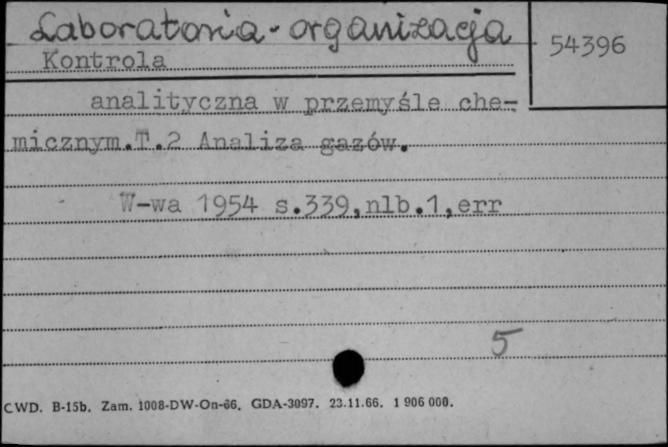 Laboratoria - organizacja
54396
Kontrola
analityczna w przemyśle che-
micznym.T.2 Analiza gazów.
W-wa 1954 s.339,nlb.1,err
5
CWD. B-15b. Zam. 1008-DW-On-66. GDA-3097. 23.11.66. 1 906 000.